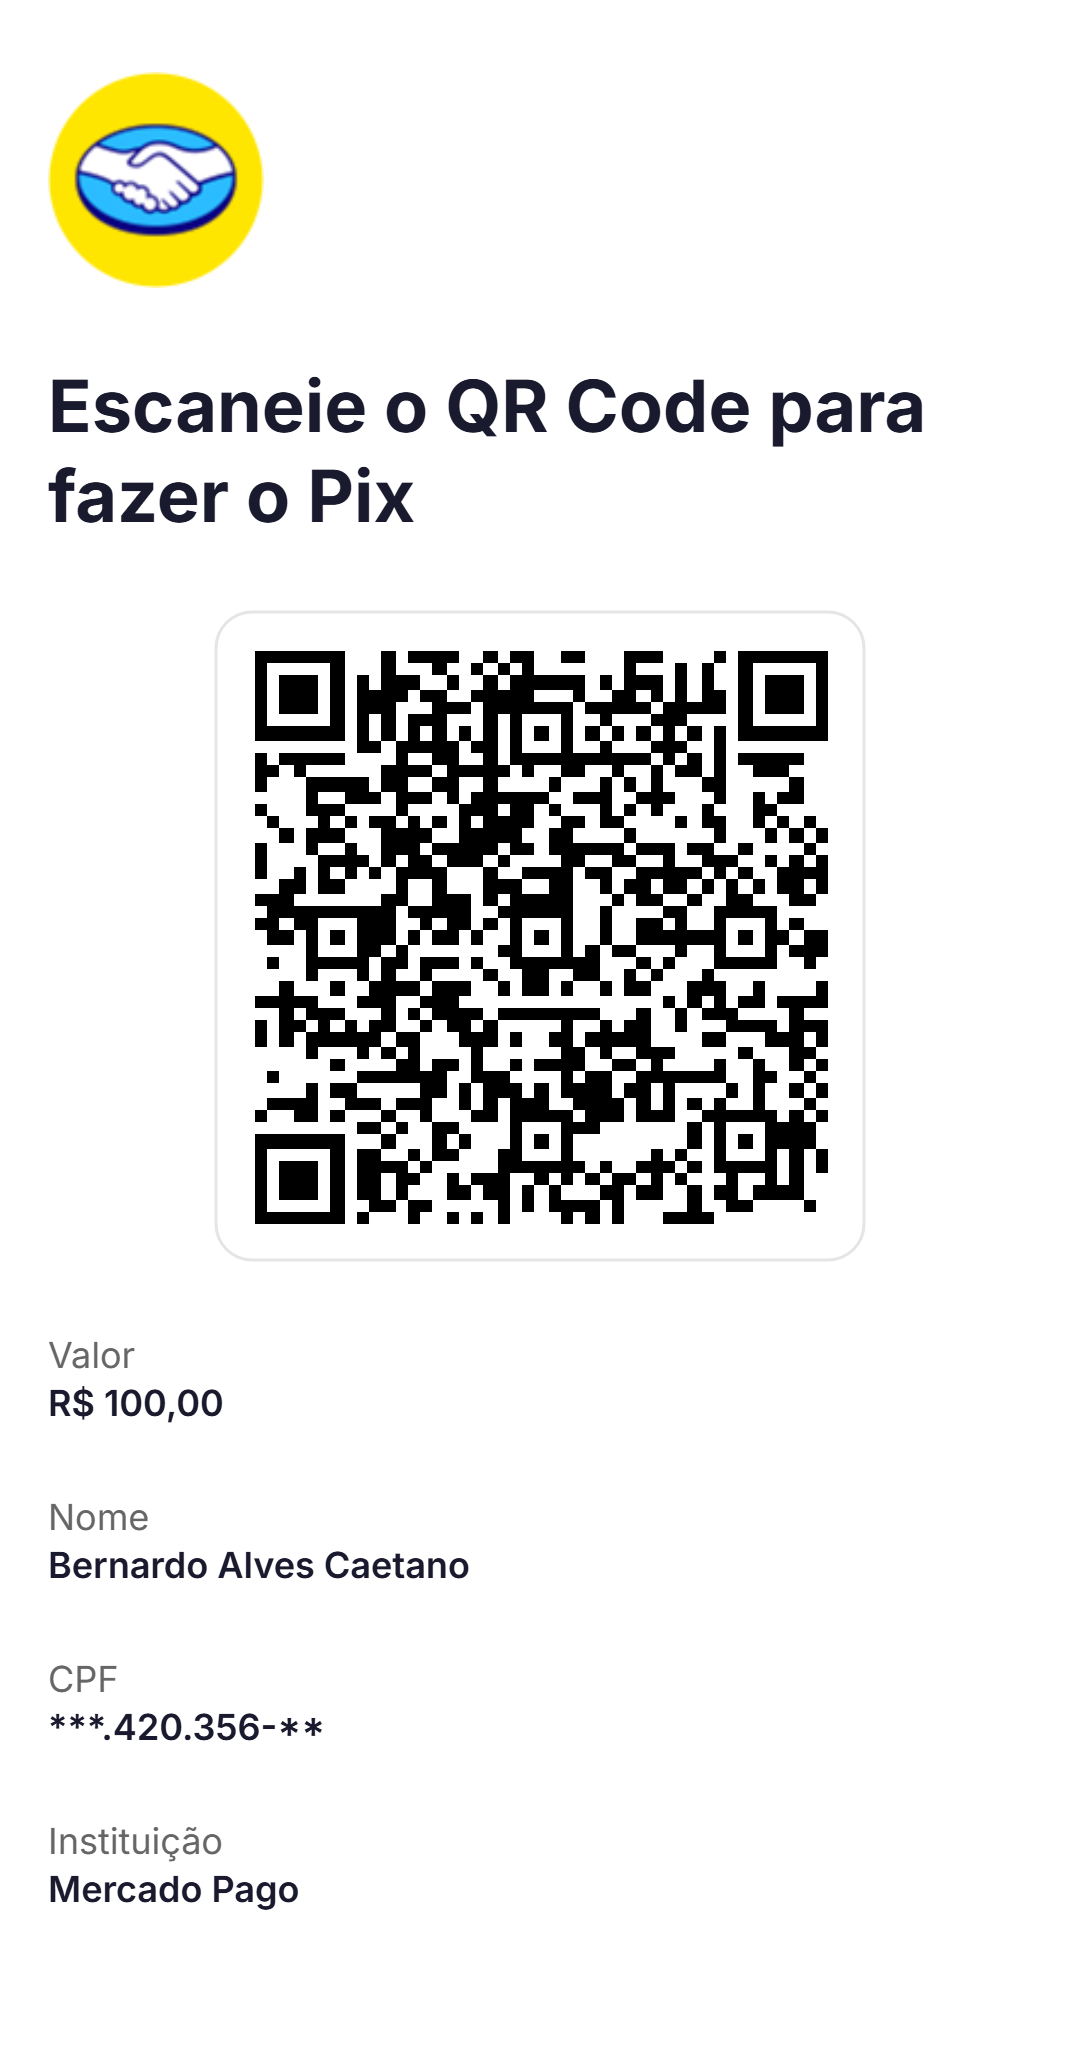 Escaneie o QR Code para
fazer o Pix
Valor
R$ 100,00
Nome
Bernardo Alves Caetano
CPF
***.420.356-**
Instituição
Mercado Pago